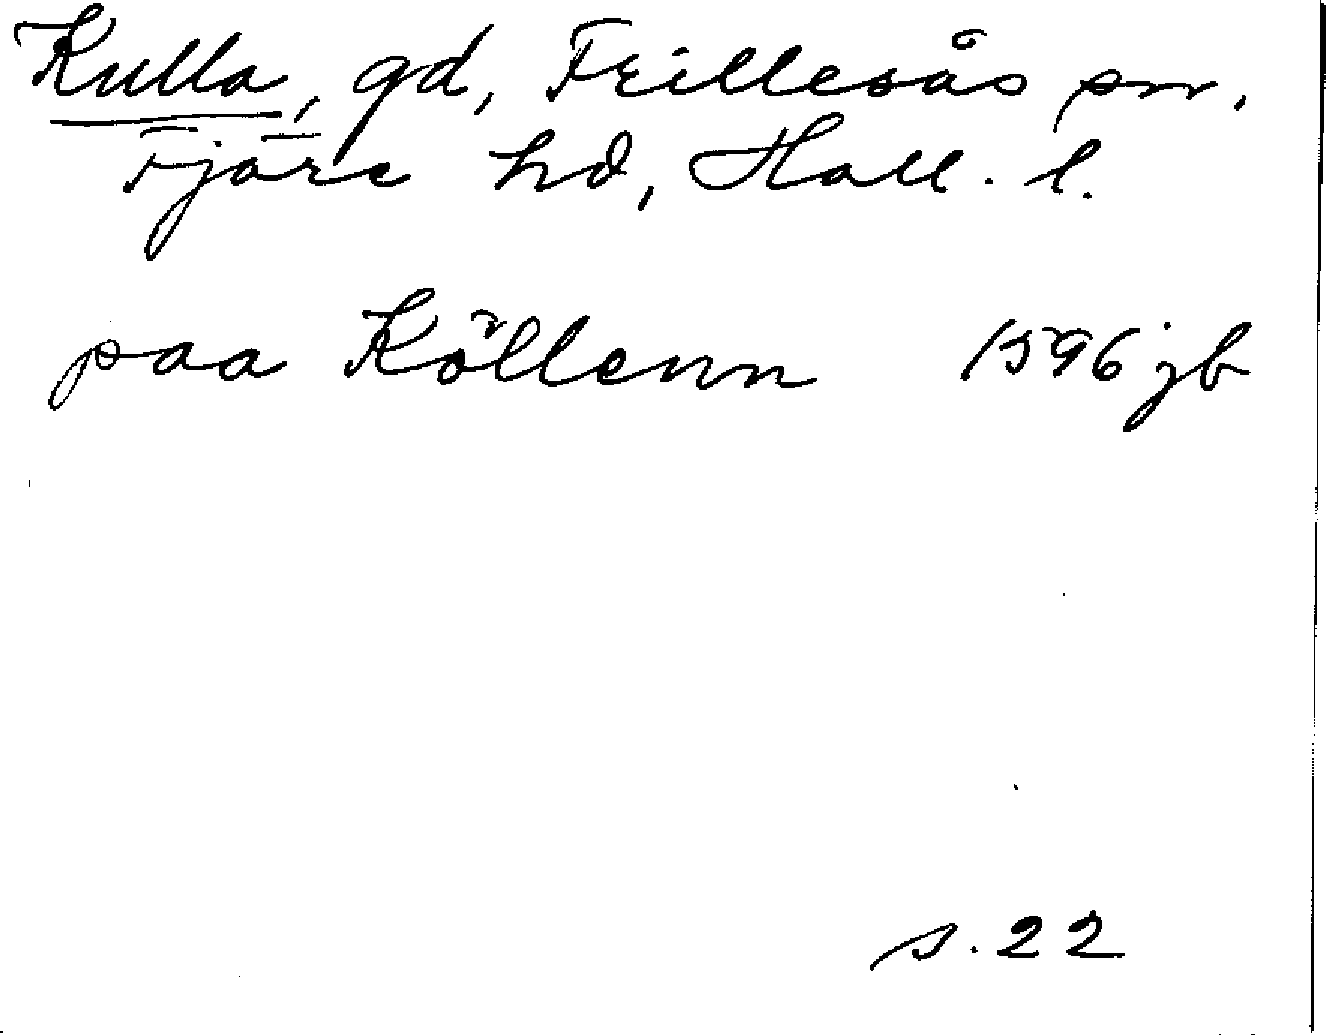 Kulla, gd, Frillesås sn.
Fjäre hd, Hall. l.
paa Köllenn 1596 jb
s. 22